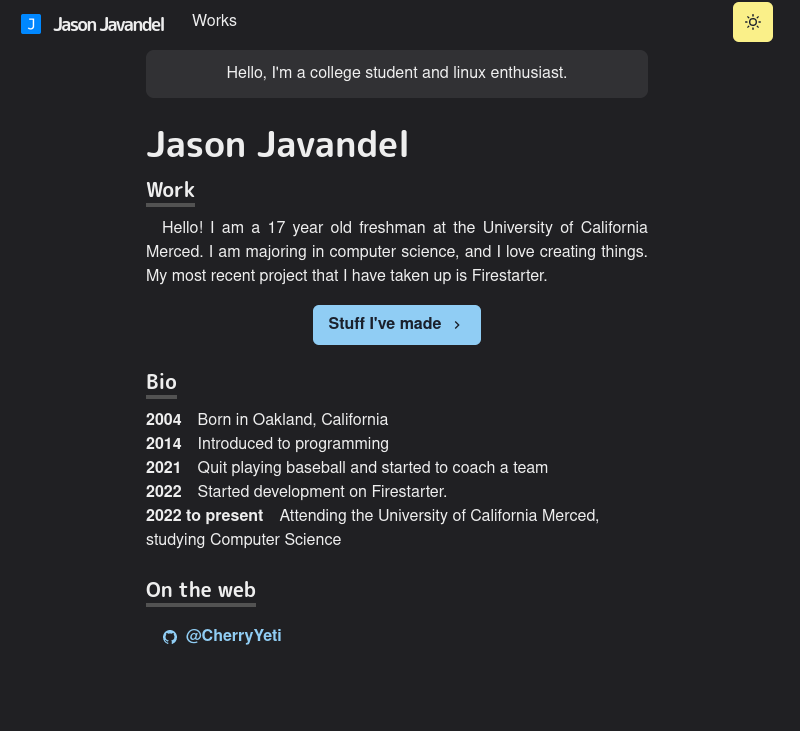 J Jason Javandel Works
Hello, I'm a college student and linux enthusiast.
Jason Javandel
Work
Hello! I am a 17 year old freshman at the University of California
Merced. I am majoring in computer science, and I love creating things.
My most recent project that I have taken up is Firestarter.
Stuff I've made
Bio
2004 Born in Oakland, California
2014 Introduced to programming
2021 Quit playing baseball and started to coach a team
2022 Started development on Firestarter.
2022 to present Attending the University of California Merced,
studying Computer Science
On the web
@CherryYeti